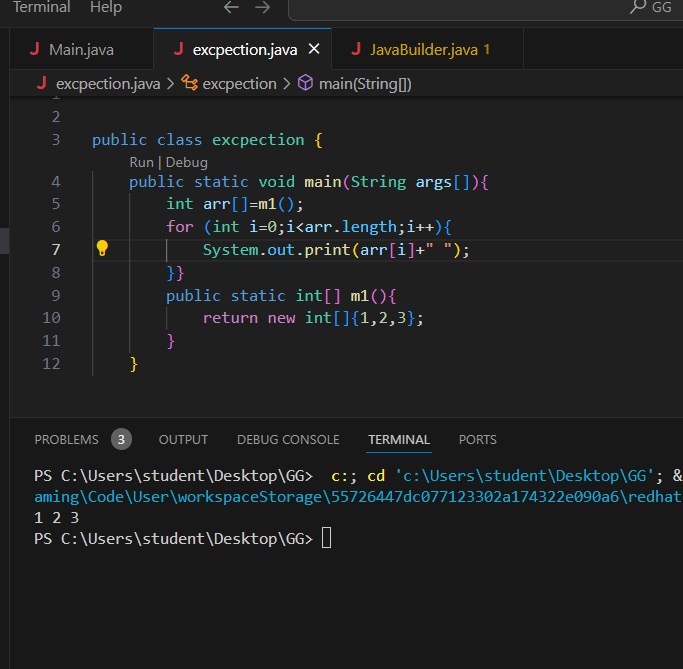 Terminal Help ← → GG
J Main.java J excpection.java × J JavaBuilder.java 1
J excpection.java > excpection > main(String[])
1
2
3 public class excpection {
Run | Debug
4 public static void main(String args[]){
5 int arr[]=m1();
6 for (int i=0;i<arr.length;i++){
7 System.out.print(arr[i]+" ");
8 }}
9 public static int[] m1(){
10 return new int[]{1,2,3};
11 }
12 }
PROBLEMS 3 OUTPUT DEBUG CONSOLE TERMINAL PORTS
PS C:\Users\student\Desktop\GG> c:; cd 'c:\Users\student\Desktop\GG'; &
aming\Code\User\workspaceStorage\55726447dc077123302a174322e090a6\redhat
1 2 3
PS C:\Users\student\Desktop\GG>